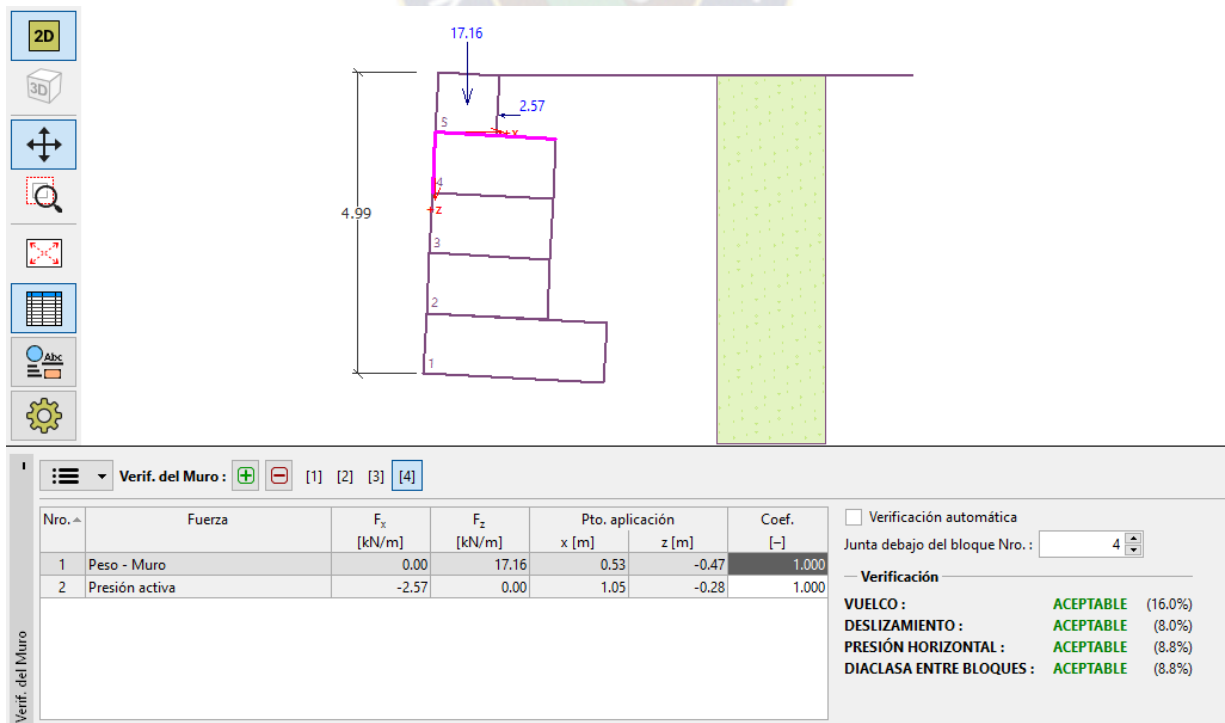 2D
17.16
3D
2.57
5
+x
4
+z
4.99
3
2
Abc
1
Verif. del Muro : [1] [2] [3] [4]
Nro. Fuerza Fx Fz Pto. aplicación Coef.
[kN/m] [kN/m] x [m] z [m] [-]
1 Peso - Muro 0.00 17.16 0.53 -0.47 1.000
2 Presión activa -2.57 0.00 1.05 -0.28 1.000
Verificación automática
Junta debajo del bloque Nro. : 4
Verificación
VUELCO : ACEPTABLE (16.0%)
DESLIZAMIENTO : ACEPTABLE (8.0%)
PRESIÓN HORIZONTAL : ACEPTABLE (8.8%)
DIACLASA ENTRE BLOQUES : ACEPTABLE (8.8%)
Verif. del Muro